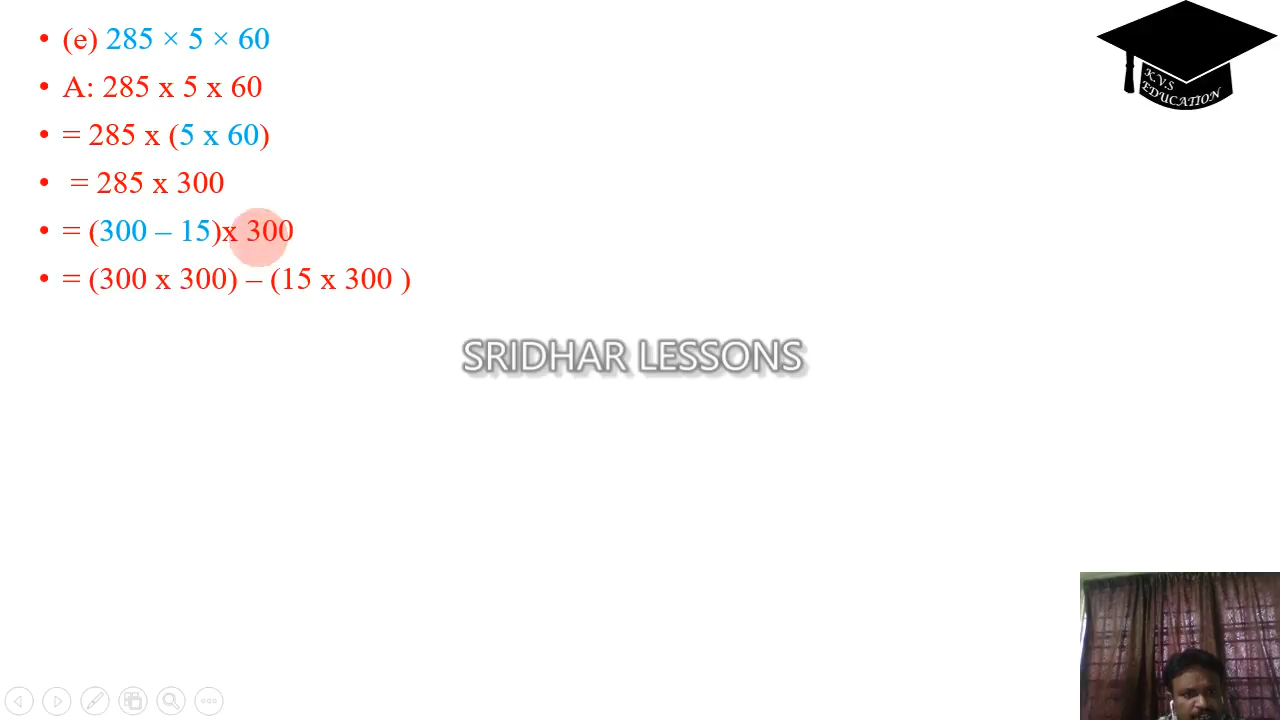 • (e) 285 × 5 × 60
• A: 285 x 5 x 60
• = 285 x (5 x 60)
• = 285 x 300
• = (300 – 15)x 300
• = (300 x 300) – (15 x 300 )
SRIDHAR LESSONS
K.V.S
EDUCATION